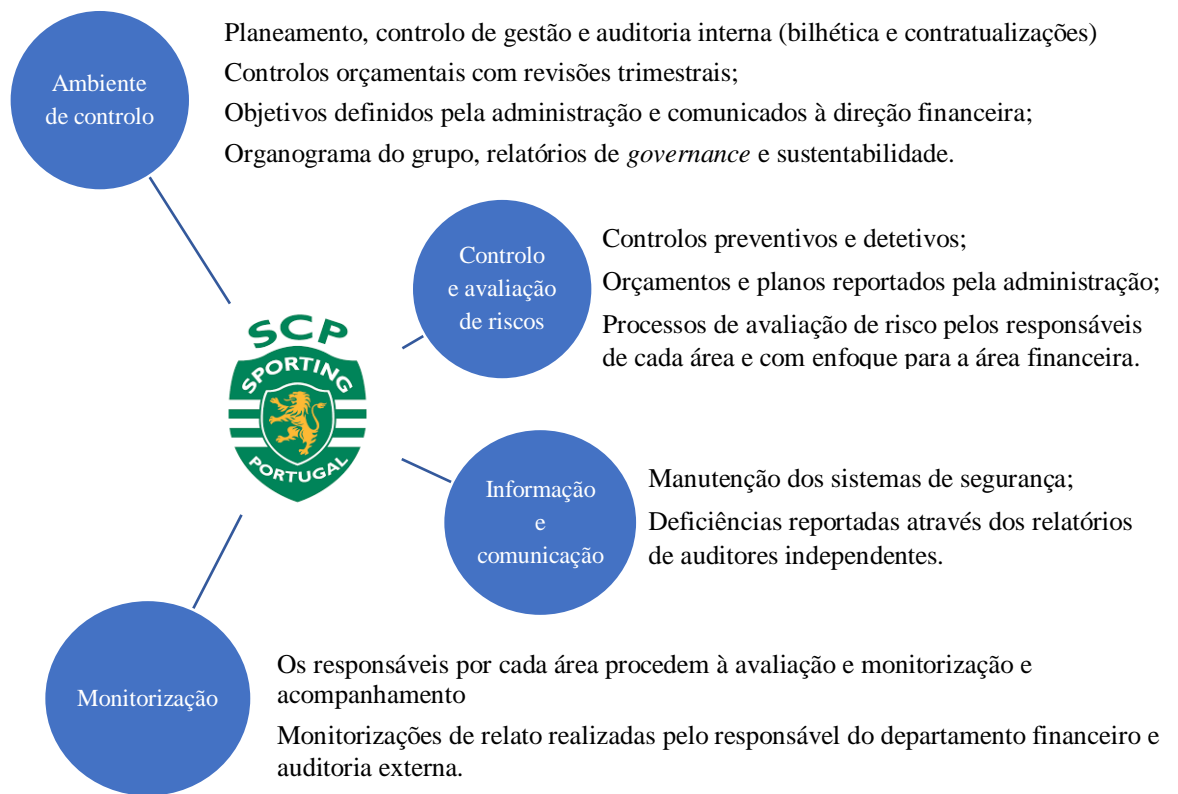 Ambiente
de controlo
Planeamento, controlo de gestão e auditoria interna (bilhética e contratualizações)
Controlos orçamentais com revisões trimestrais;
Objetivos definidos pela administração e comunicados à direção financeira;
Organograma do grupo, relatórios de governance e sustentabilidade.
Controlo
e avaliação
de riscos
Controlos preventivos e detetivos;
Orçamentos e planos reportados pela administração;
Processos de avaliação de risco pelos responsáveis
de cada área e com enfoque para a área financeira.
SCP
SPORTING
PORTUGAL
Informação
e
comunicação
Manutenção dos sistemas de segurança;
Deficiências reportadas através dos relatórios
de auditores independentes.
Monitorização
Os responsáveis por cada área procedem à avaliação e monitorização e
acompanhamento
Monitorizações de relato realizadas pelo responsável do departamento financeiro e
auditoria externa.